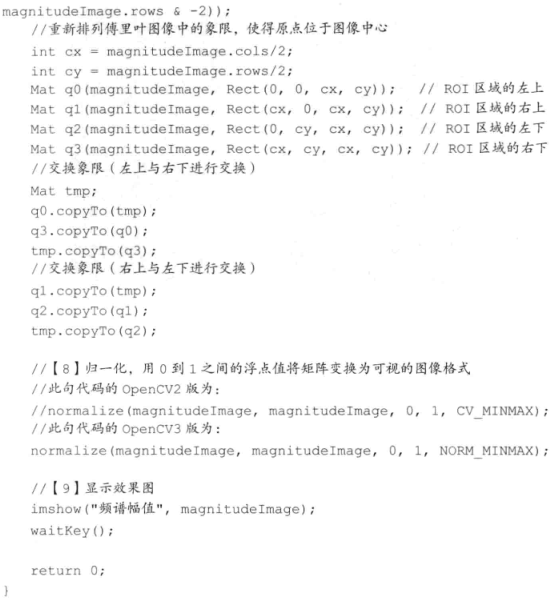 magnitudeImage.rows & -2));
//重新排列傅里叶图像中的象限，使得原点位于图像中心
int cx = magnitudeImage.cols/2;
int cy = magnitudeImage.rows/2;
Mat q0(magnitudeImage, Rect(0, 0, cx, cy));   // ROI 区域的左上
Mat q1(magnitudeImage, Rect(cx, 0, cx, cy));  // ROI 区域的右上
Mat q2(magnitudeImage, Rect(0, cy, cx, cy));  // ROI 区域的左下
Mat q3(magnitudeImage, Rect(cx, cy, cx, cy)); // ROI 区域的右下
//交换象限（左上与右下进行交换）
Mat tmp;
q0.copyTo(tmp);
q3.copyTo(q0);
tmp.copyTo(q3);
//交换象限（右上与左下进行交换）
q1.copyTo(tmp);
q2.copyTo(q1);
tmp.copyTo(q2);
//【8】归一化，用 0 到 1 之间的浮点值将矩阵变换为可视的图像格式
//此句代码的 OpenCV2 版为：
//normalize(magnitudeImage, magnitudeImage, 0, 1, CV_MINMAX);
//此句代码的 OpenCV3 版为：
normalize(magnitudeImage, magnitudeImage, 0, 1, NORM_MINMAX);
//【9】显示效果图
imshow("频谱幅值", magnitudeImage);
waitKey();
return 0;
}